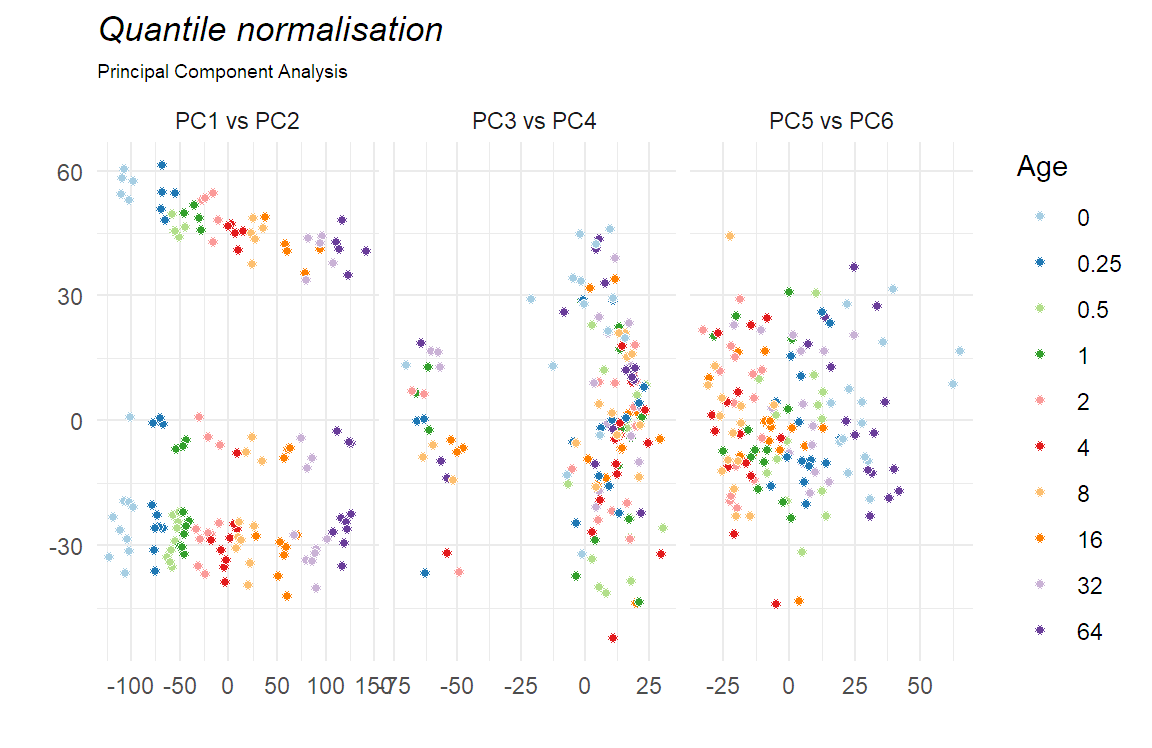 Quantile normalisation
Principal Component Analysis
PC1 vs PC2 PC3 vs PC4 PC5 vs PC6
Age
60
30
0
-30
-100 -50 0 50 100 150
-75 -50 -25 0 25
-25 0 25 50
0
0.25
0.5
1
2
4
8
16
32
64